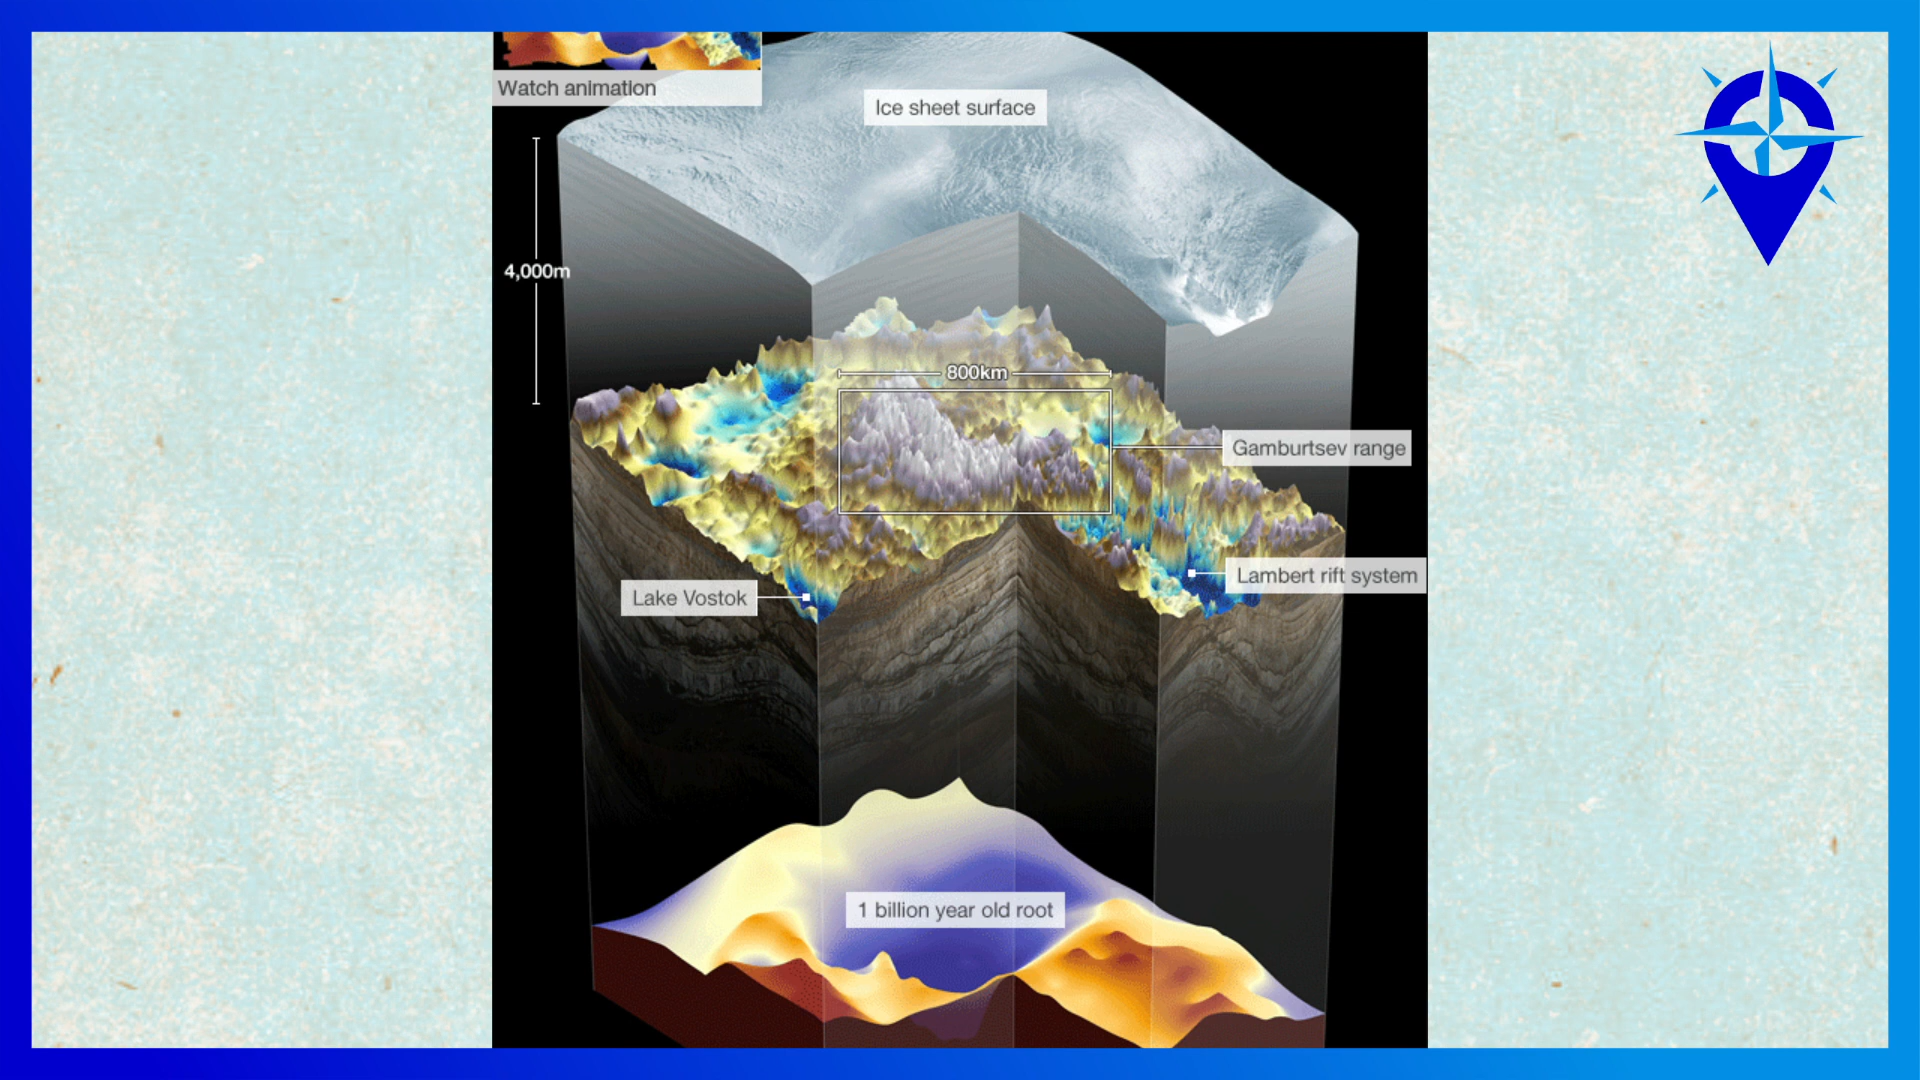 Watch animation
Ice sheet surface
4,000m
800km
Gamburtsev range
Lambert rift system
Lake Vostok
1 billion year old root